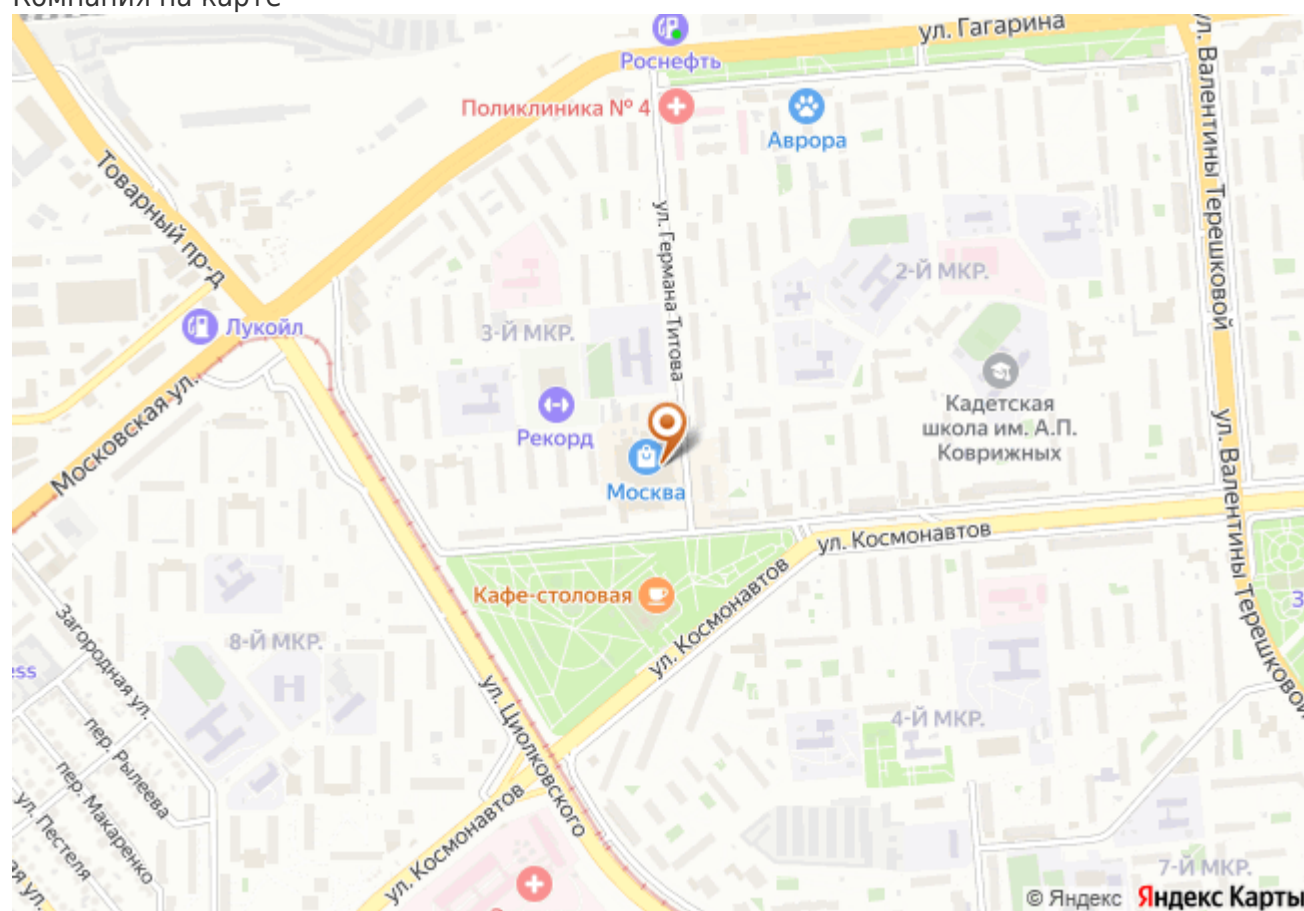 Компания на карте
ул. Гагарина
Роснефть
ул. Валентины Терешковой
Поликлиника № 4
Аврора
Товарный пр-д
ул. Германа Титова
2-Й МКР.
Лукойл
3-Й МКР.
Московская ул.
Рекорд
Кадетская
школа им. А.П.
Коврижных
Москва
ул. Валентины Терешковой
ул. Космонавтов
Кафе-столовая
ул. Космонавтов
Загородная ул.
8-Й МКР.
ess
З
ул. Циолковского
4-Й МКР.
пер. Рылеева
пер. Макаренко
ул. Пестеля
ул. Космонавтов
7-Й МКР.
ая ул.
© Яндекс Яндекс Карты